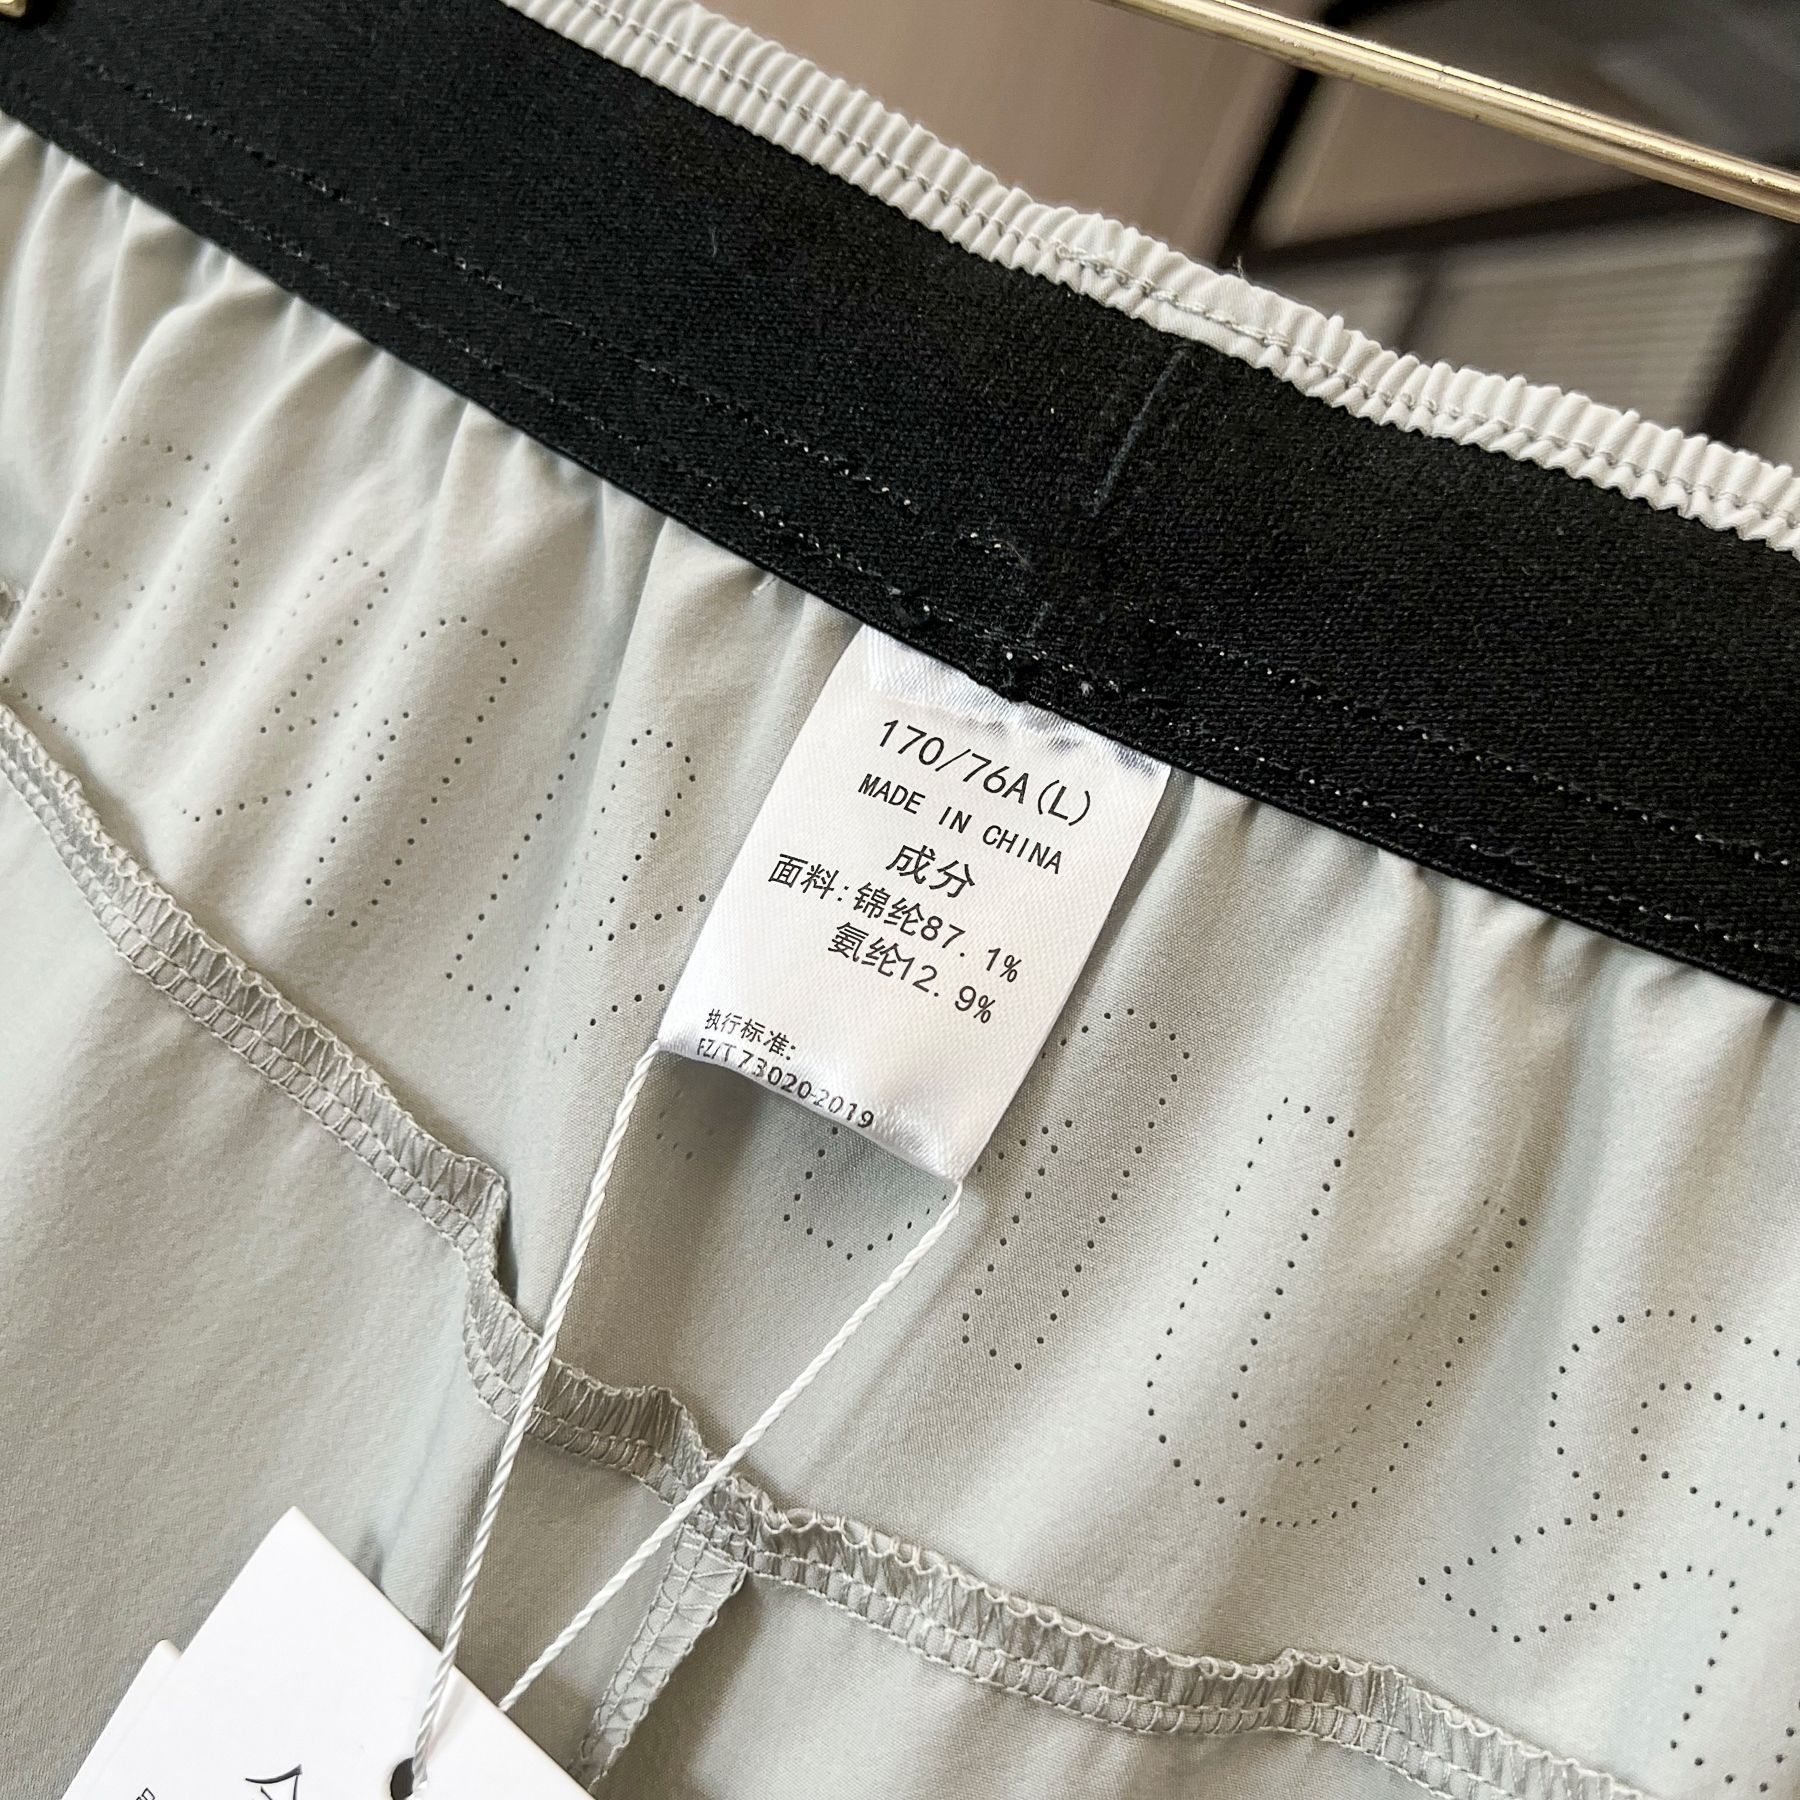 170/76A(L)
MADE IN CHINA
成分
面料:锦纶87.1%
氨纶12.9%
执行标准:
FZ/T 73020-2019